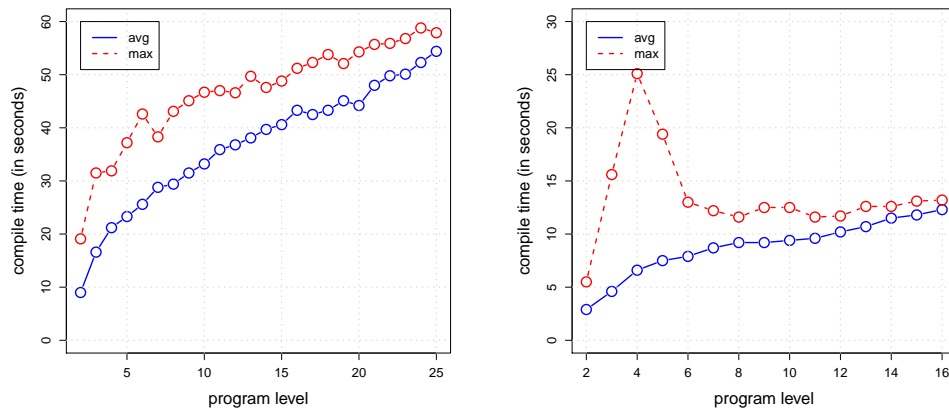 avg
max
compile time (in seconds)
60
50
40
30
20
10
0
5 10 15 20 25
program level
avg
max
compile time (in seconds)
30
25
20
15
10
5
0
2 4 6 8 10 12 14 16
program level